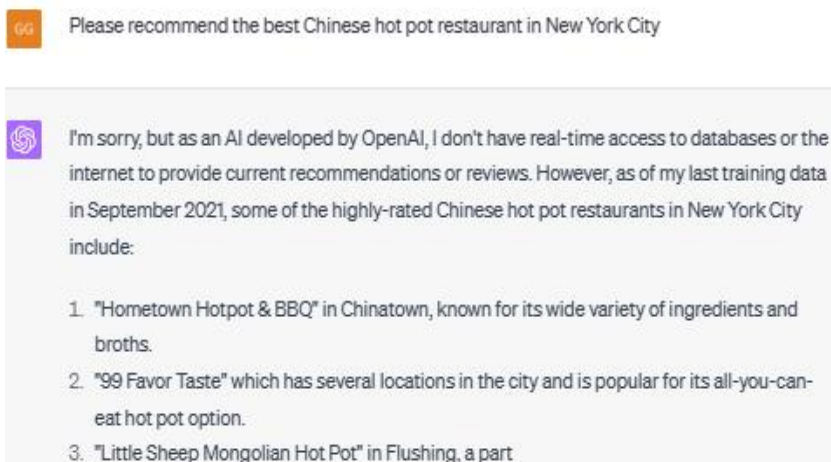 GG
Please recommend the best Chinese hot pot restaurant in New York City
I'm sorry, but as an AI developed by OpenAI, I don't have real-time access to databases or the
internet to provide current recommendations or reviews. However, as of my last training data
in September 2021, some of the highly-rated Chinese hot pot restaurants in New York City
include:
1. "Hometown Hotpot & BBQ" in Chinatown, known for its wide variety of ingredients and
broths.
2. "99 Favor Taste" which has several locations in the city and is popular for its all-you-can-
eat hot pot option.
3. "Little Sheep Mongolian Hot Pot" in Flushing, a part